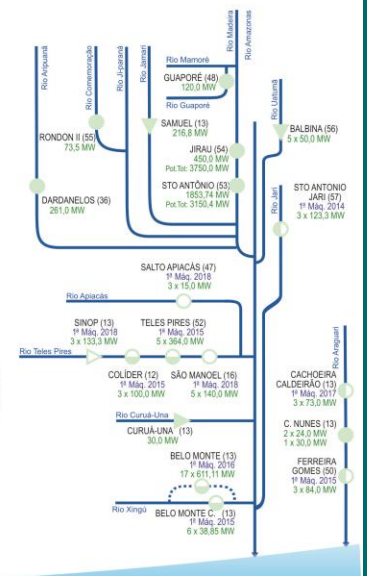 Rio Aripuanã
Rio Comemoração
Rio Ji-paraná
Rio Jamari
Rio Mamoré
Rio Madeira
Rio Amazonas
GUAPORÉ (48)
120,0 MW
Rio Guaporé
Rio Uatumã
SAMUEL (13)
216,8 MW
BALBINA (56)
5 x 50,0 MW
RONDON II (55)
73,5 MW
JIRAU (54)
450,0 MW
Pot.Tot: 3750,0 MW
STO ANTÔNIO (53)
1853,74 MW
Pot.Tot: 3150,4 MW
DARDANELOS (36)
261,0 MW
Rio Jari
STO ANTONIO
JARI (57)
1ª Máq. 2014
3 x 123,3 MW
SALTO APIACÁS (47)
1ª Máq. 2018
3 x 15,0 MW
Rio Apiacás
SINOP (13)
1ª Máq. 2018
3 x 133,3 MW
TELES PIRES (52)
1ª Máq. 2015
5 x 364,0 MW
Rio Teles Pires
COLÍDER (12)
1ª Máq. 2015
3 x 100,0 MW
SÃO MANOEL (16)
1ª Máq. 2018
5 x 140,0 MW
Rio Araguari
CACHOEIRA
CALDEIRÃO (13)
1ª Máq. 2017
3 x 73,0 MW
Rio Curuá-Una
CURUÁ-UNA (13)
30,0 MW
C. NUNES (13)
2 x 24,0 MW
1 x 30,0 MW
BELO MONTE (13)
1ª Máq. 2016
17 x 611,11 MW
FERREIRA
GOMES (50)
1ª Máq. 2015
3 x 84,0 MW
Rio Xingú
BELO MONTE C. (13)
1ª Máq. 2015
6 x 38,85 MW